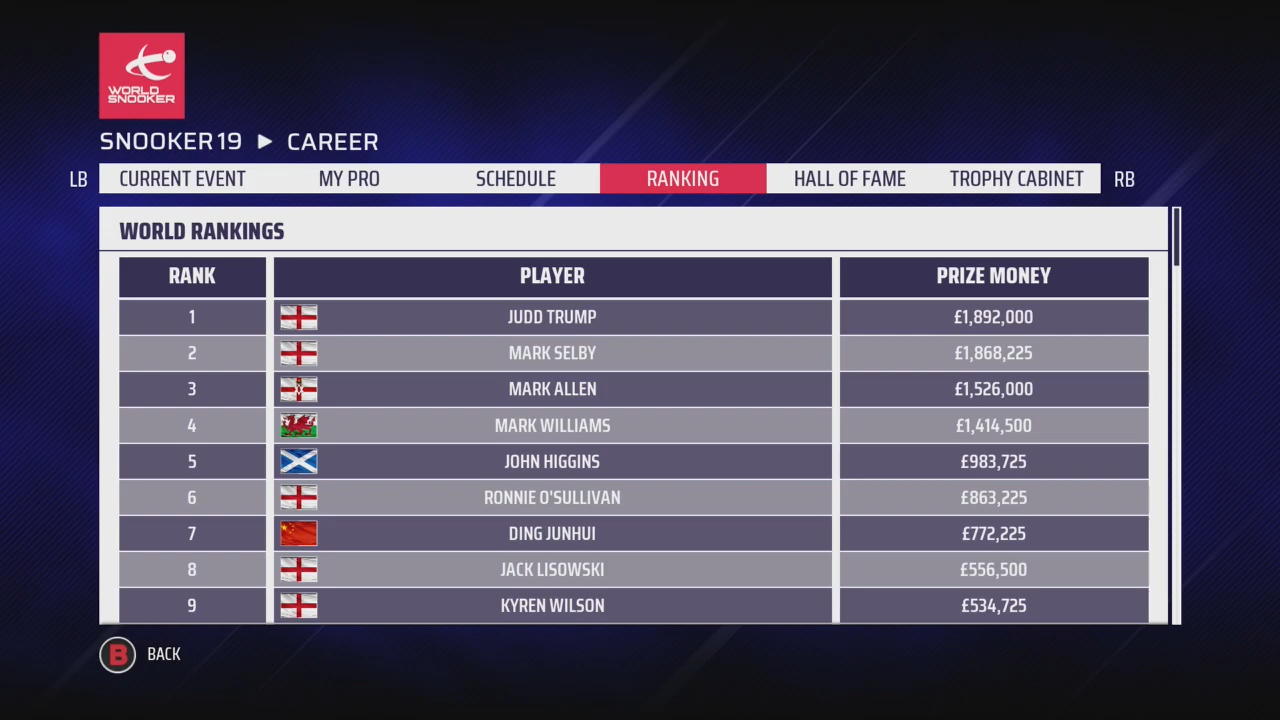 WORLD
SNOOKER
SNOOKER 19 ► CAREER
LB CURRENT EVENT MY PRO SCHEDULE RANKING HALL OF FAME TROPHY CABINET RB
WORLD RANKINGS
RANK PLAYER PRIZE MONEY
1 JUDD TRUMP £1,892,000
2 MARK SELBY £1,868,225
3 MARK ALLEN £1,526,000
4 MARK WILLIAMS £1,414,500
5 JOHN HIGGINS £983,725
6 RONNIE O'SULLIVAN £863,225
7 DING JUNHUI £772,225
8 JACK LISOWSKI £556,500
9 KYREN WILSON £534,725
B BACK